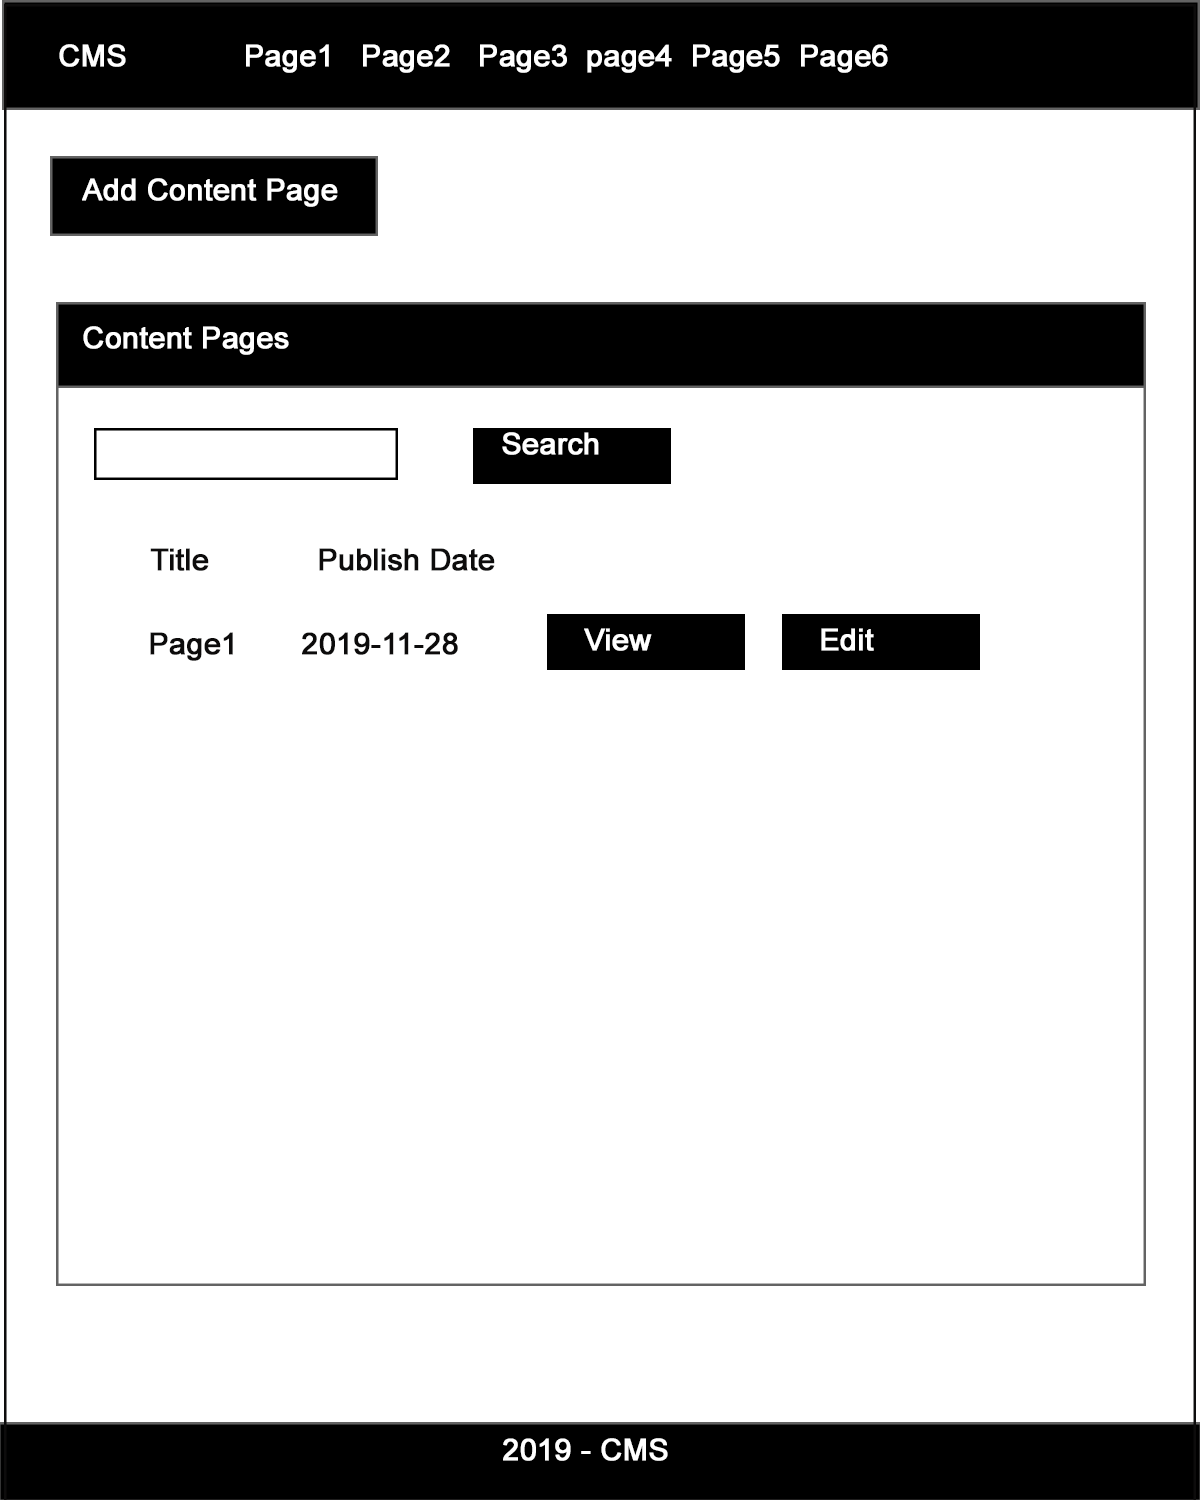 CMS Page1 Page2 Page3 page4 Page5 Page6
Add Content Page
Content Pages
Search
Title Publish Date
Page1 2019-11-28 View Edit
2019 - CMS